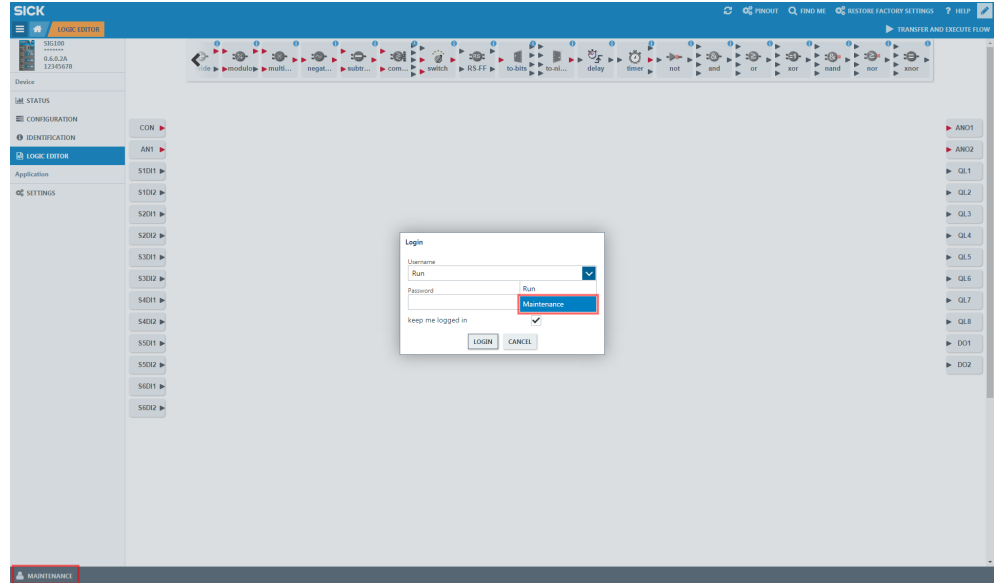 SICK
PINOUT
FIND ME
RESTORE FACTORY SETTINGS
? HELP
LOGIC EDITOR
TRANSFER AND EXECUTE FLOW
SIG100
*******
0.6.0.2A
12345678
modulo
multi...
negat...
subtr...
com...
switch
RS-FF
to-bits
to-ni...
delay
timer
not
and
or
xor
nand
nor
xnor
Device
STATUS
CONFIGURATION
IDENTIFICATION
LOGIC EDITOR
Application
SETTINGS
CON
AN1
S1DI1
S1DI2
S2DI1
S2DI2
S3DI1
S3DI2
S4DI1
S4DI2
S5DI1
S5DI2
S6DI1
S6DI2
Login
Username
Run
Password
Run
Maintenance
keep me logged in
LOGIN
CANCEL
ANO1
ANO2
QL1
QL2
QL3
QL4
QL5
QL6
QL7
QL8
DO1
DO2
MAINTENANCE